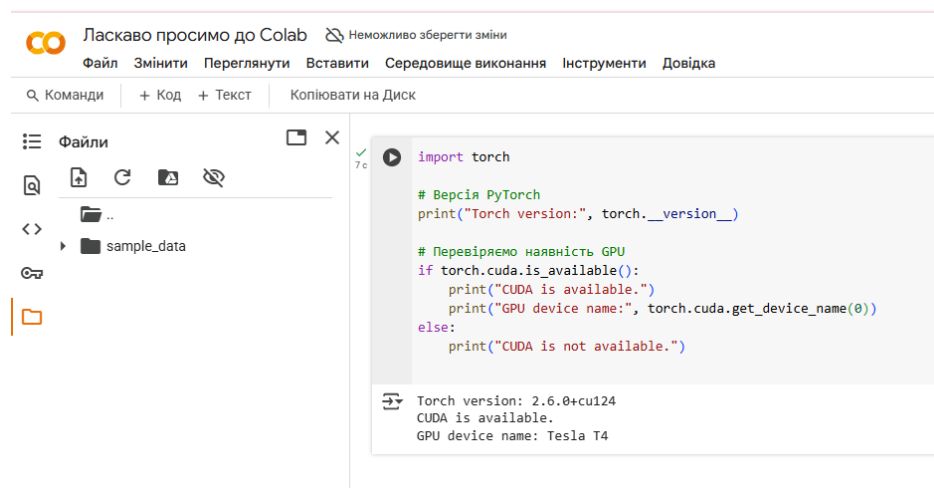 Ласкаво просимо до Colab Неможливо зберегти зміни
Файл Змінити Переглянути Вставити Середовище виконання Інструменти Довідка
Команди + Код + Текст Копіювати на Диск
Файли
..
sample_data
7 с
import torch
# Версія PyTorch
print("Torch version:", torch.__version__)
# Перевіряємо наявність GPU
if torch.cuda.is_available():
    print("CUDA is available.")
    print("GPU device name:", torch.cuda.get_device_name(0))
else:
    print("CUDA is not available.")
Torch version: 2.6.0+cu124
CUDA is available.
GPU device name: Tesla T4